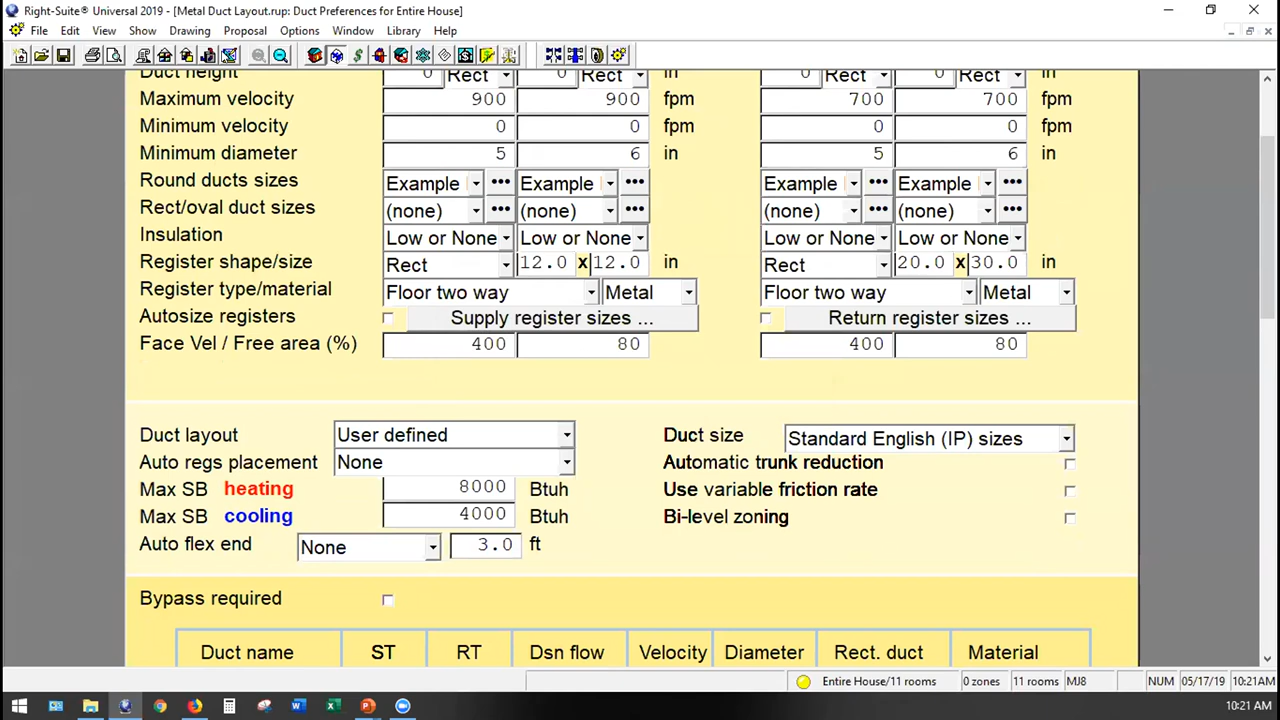 Right-Suite® Universal 2019 - [Metal Duct Layout.rup: Duct Preferences for Entire House]
File Edit View Show Drawing Proposal Options Window Library Help
Duct height 0 Rect 0 Rect in 0 Rect 0 Rect in
Maximum velocity 900 900 fpm 700 700 fpm
Minimum velocity 0 0 fpm 0 0 fpm
Minimum diameter 5 6 in 5 6 in
Round ducts sizes Example ••• Example ••• Example ••• Example •••
Rect/oval duct sizes (none) ••• (none) ••• (none) ••• (none) •••
Insulation Low or None Low or None Low or None Low or None
Register shape/size Rect 12.0 x 12.0 in Rect 20.0 x 30.0 in
Register type/material Floor two way Metal Floor two way Metal
Autosize registers Supply register sizes ... Return register sizes ...
Face Vel / Free area (%) 400 80 400 80
Duct layout User defined Duct size Standard English (IP) sizes
Auto regs placement None Automatic trunk reduction
Max SB heating 8000 Btuh Use variable friction rate
Max SB cooling 4000 Btuh Bi-level zoning
Auto flex end None 3.0 ft
Bypass required
Duct name ST RT Dsn flow Velocity Diameter Rect. duct Material
Entire House/11 rooms 0 zones 11 rooms MJ8 NUM 05/17/19 10:21AM
10:21 AM